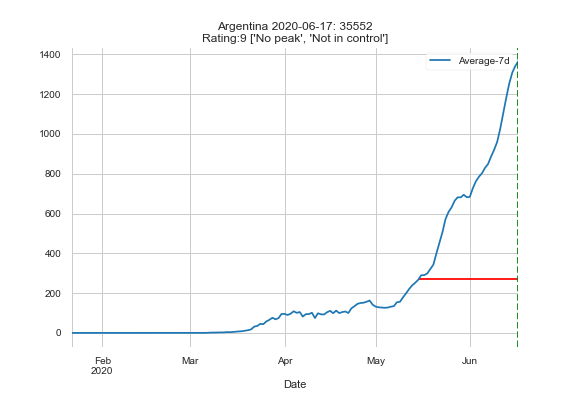 Argentina 2020-06-17: 35552
Rating:9 ['No peak', 'Not in control']
Average-7d
1400
1200
1000
800
600
400
200
0
Feb
2020
Mar
Apr
May
Jun
Date